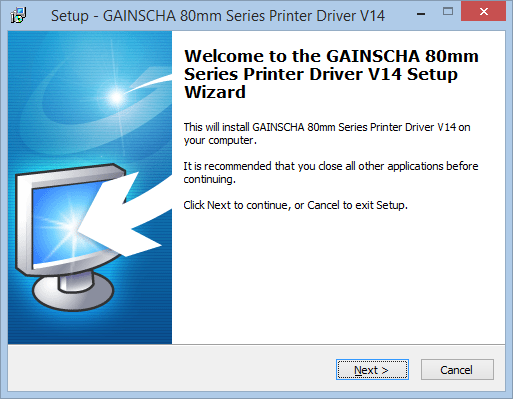 Setup - GAINSCHA 80mm Series Printer Driver V14
Welcome to the GAINSCHA 80mm
Series Printer Driver V14 Setup
Wizard
This will install GAINSCHA 80mm Series Printer Driver V14 on
your computer.
It is recommended that you close all other applications before
continuing.
Click Next to continue, or Cancel to exit Setup.
Next >
Cancel